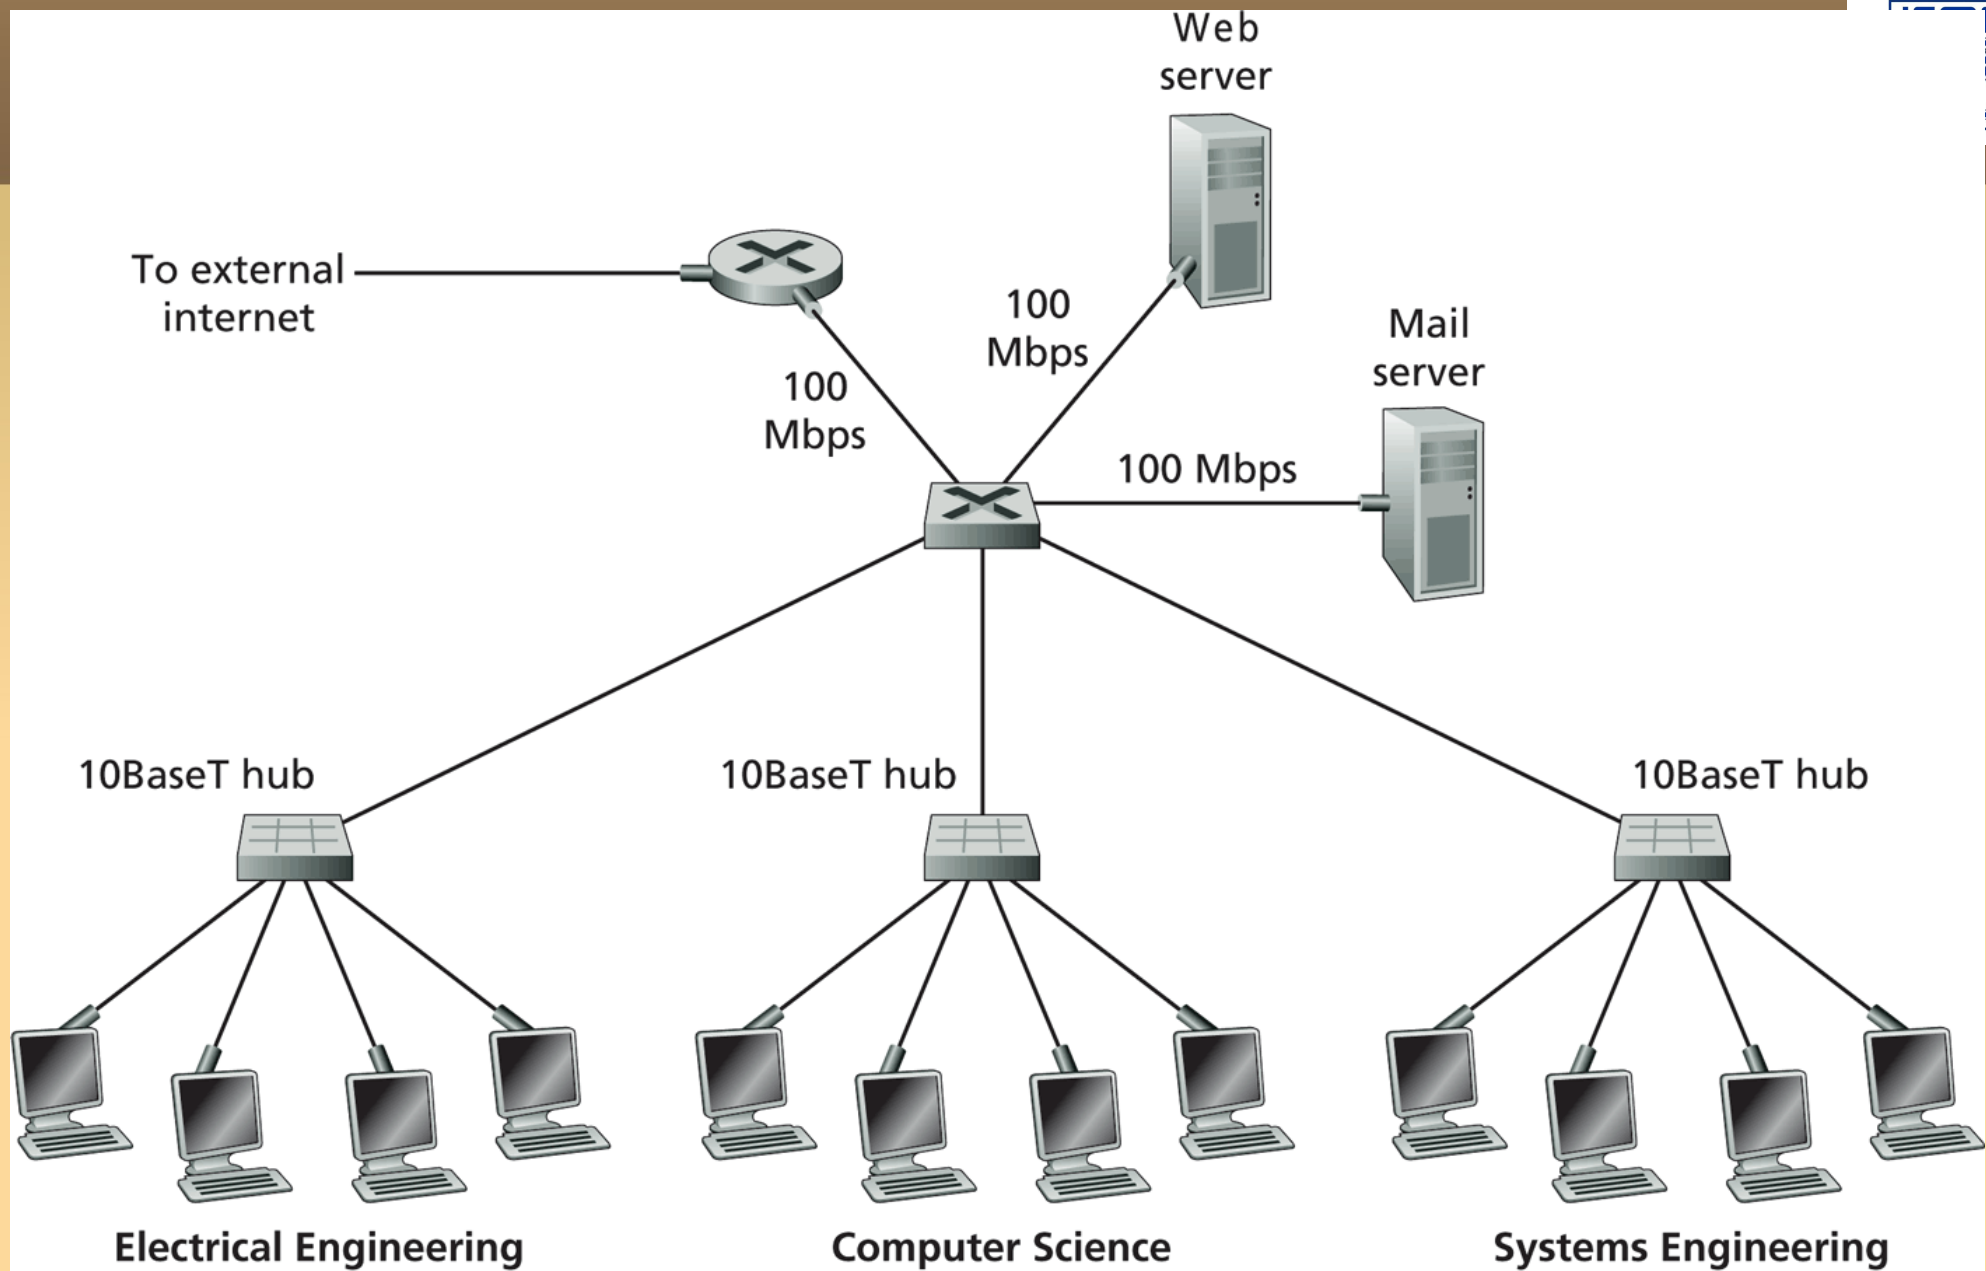 Web
server
To external
internet
100
Mbps
Mail
server
100
Mbps
100 Mbps
10BaseT hub
10BaseT hub
10BaseT hub
Electrical Engineering
Computer Science
Systems Engineering